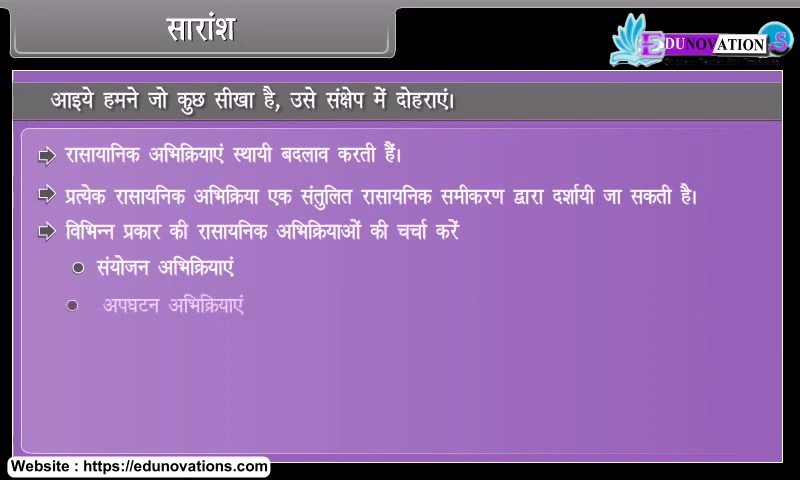 सारांश
EDUNOVATIONS
आइये हमने जो कुछ सीखा है, उसे संक्षेप में दोहराएं।
रासायानिक अभिक्रियाएं स्थायी बदलाव करती हैं।
प्रत्येक रासायनिक अभिक्रिया एक संतुलित रासायनिक समीकरण द्वारा दर्शायी जा सकती है।
विभिन्न प्रकार की रासायनिक अभिक्रियाओं की चर्चा करें
संयोजन अभिक्रियाएं
अपघटन अभिक्रियाएं
Website : https://edunovations.com